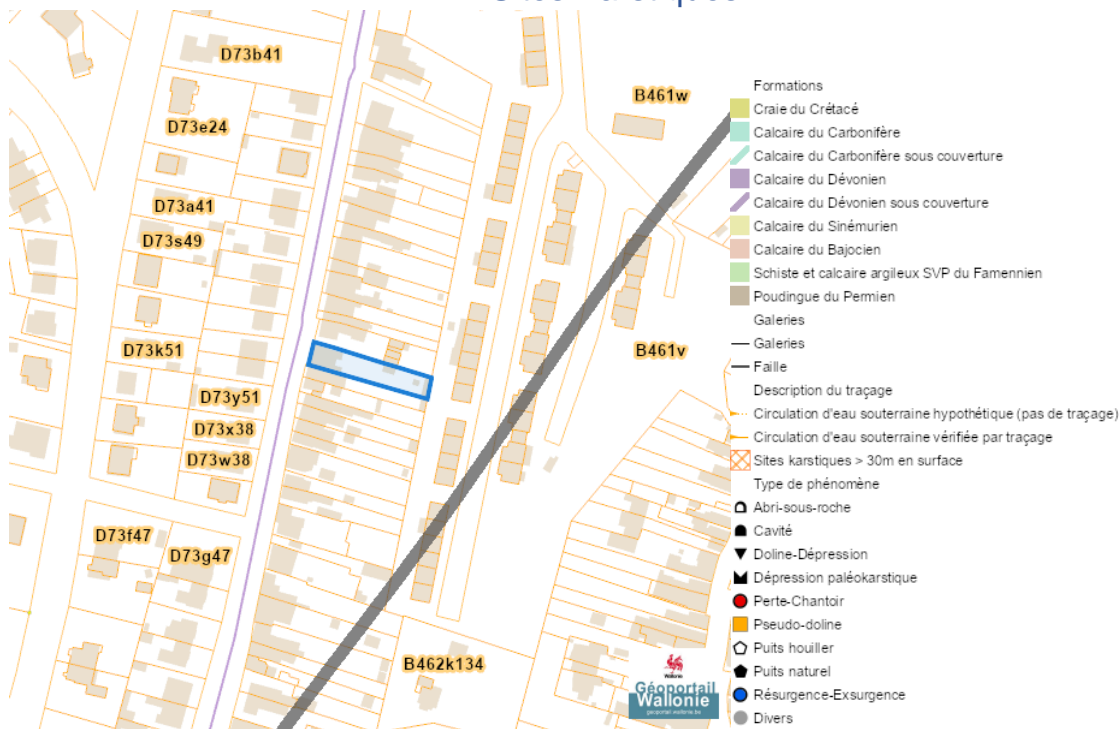 D73b41
B461w
D73e24
D73a41
D73s49
D73k51
B461v
D73y51
D73x38
D73w38
D73f47
D73g47
B462k134
Formations
Craie du Crétacé
Calcaire du Carbonifère
Calcaire du Carbonifère sous couverture
Calcaire du Dévonien
Calcaire du Dévonien sous couverture
Calcaire du Sinémurien
Calcaire du Bajocien
Schiste et calcaire argileux SVP du Famennien
Poudingue du Permien
Galeries
Galeries
Faille
Description du traçage
Circulation d'eau souterraine hypothétique (pas de traçage)
Circulation d'eau souterraine vérifiée par traçage
Sites karstiques > 30m en surface
Type de phénomène
Abri-sous-roche
Cavité
Doline-Dépression
Dépression paléokarstique
Perte-Chantoir
Pseudo-doline
Puits houiller
Puits naturel
Résurgence-Exsurgence
Divers
Wallonie
Géoportail
Wallonie
geoportail.wallonie.be